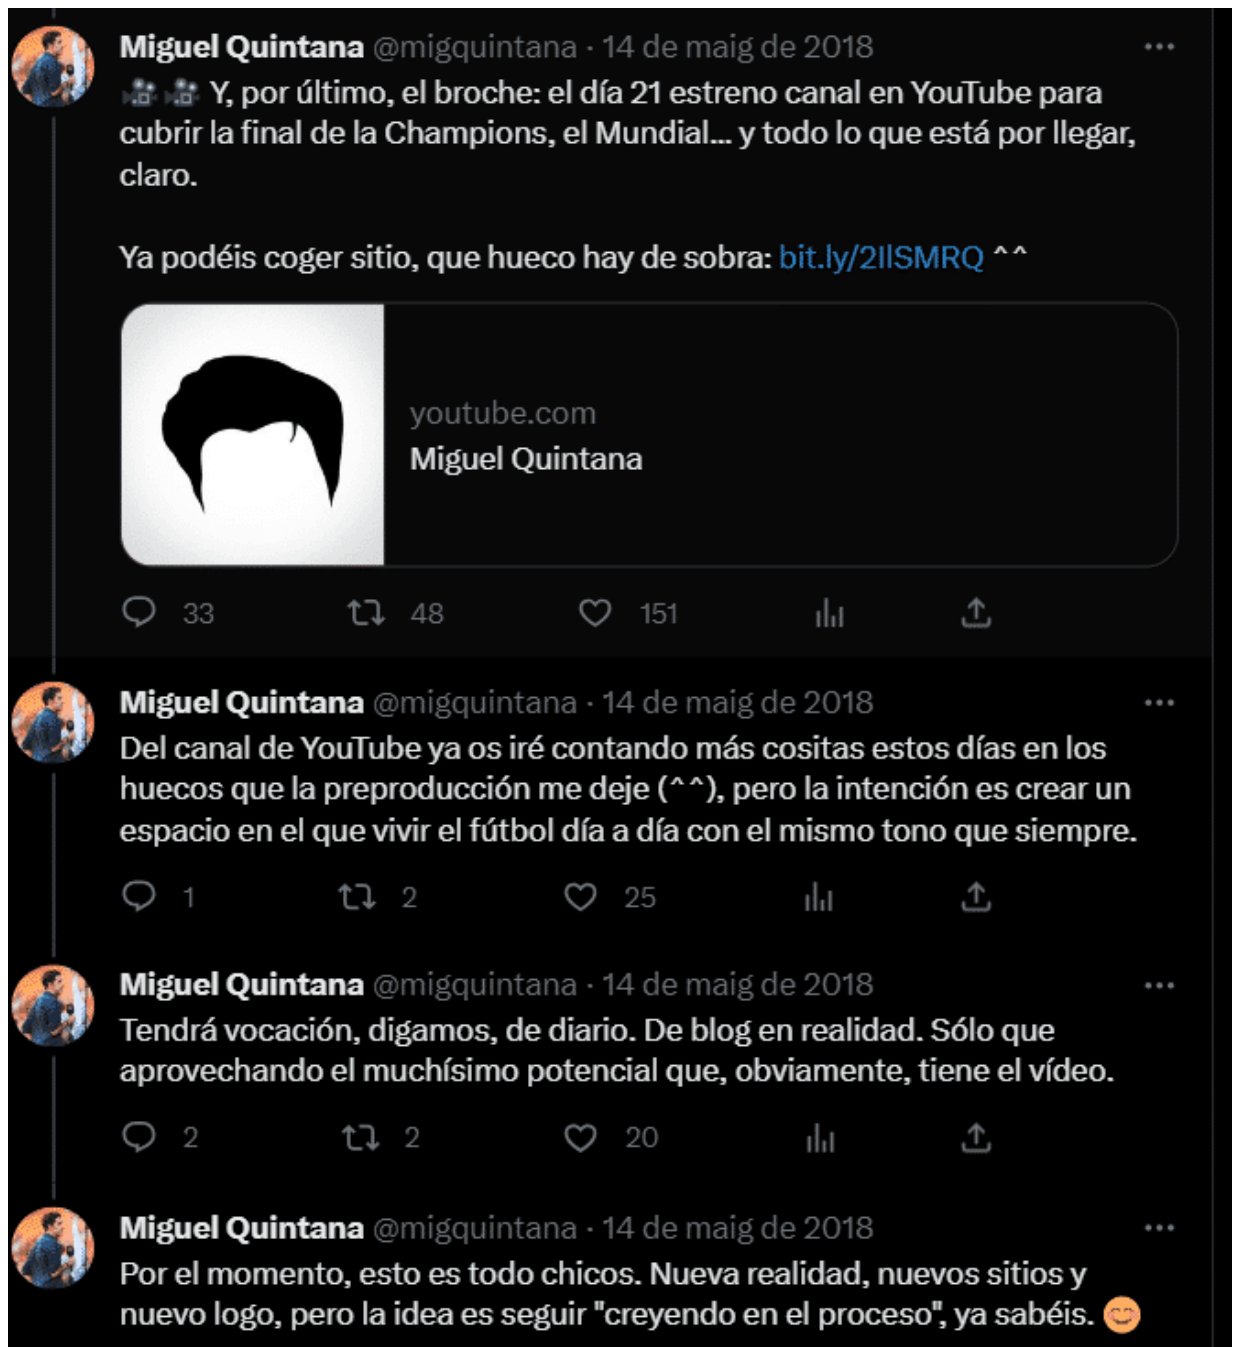 Miguel Quintana @migquintana · 14 de maig de 2018
🎥 🎥 Y, por último, el broche: el día 21 estreno canal en YouTube para
cubrir la final de la Champions, el Mundial... y todo lo que está por llegar,
claro.
Ya podéis coger sitio, que hueco hay de sobra: bit.ly/2IlSMRQ ^^
youtube.com
Miguel Quintana
33 48 151
Miguel Quintana @migquintana · 14 de maig de 2018
Del canal de YouTube ya os iré contando más cositas estos días en los
huecos que la preproducción me deje (^^), pero la intención es crear un
espacio en el que vivir el fútbol día a día con el mismo tono que siempre.
1 2 25
Miguel Quintana @migquintana · 14 de maig de 2018
Tendrá vocación, digamos, de diario. De blog en realidad. Sólo que
aprovechando el muchísimo potencial que, obviamente, tiene el vídeo.
2 2 20
Miguel Quintana @migquintana · 14 de maig de 2018
Por el momento, esto es todo chicos. Nueva realidad, nuevos sitios y
nuevo logo, pero la idea es seguir "creyendo en el proceso", ya sabéis. 😊